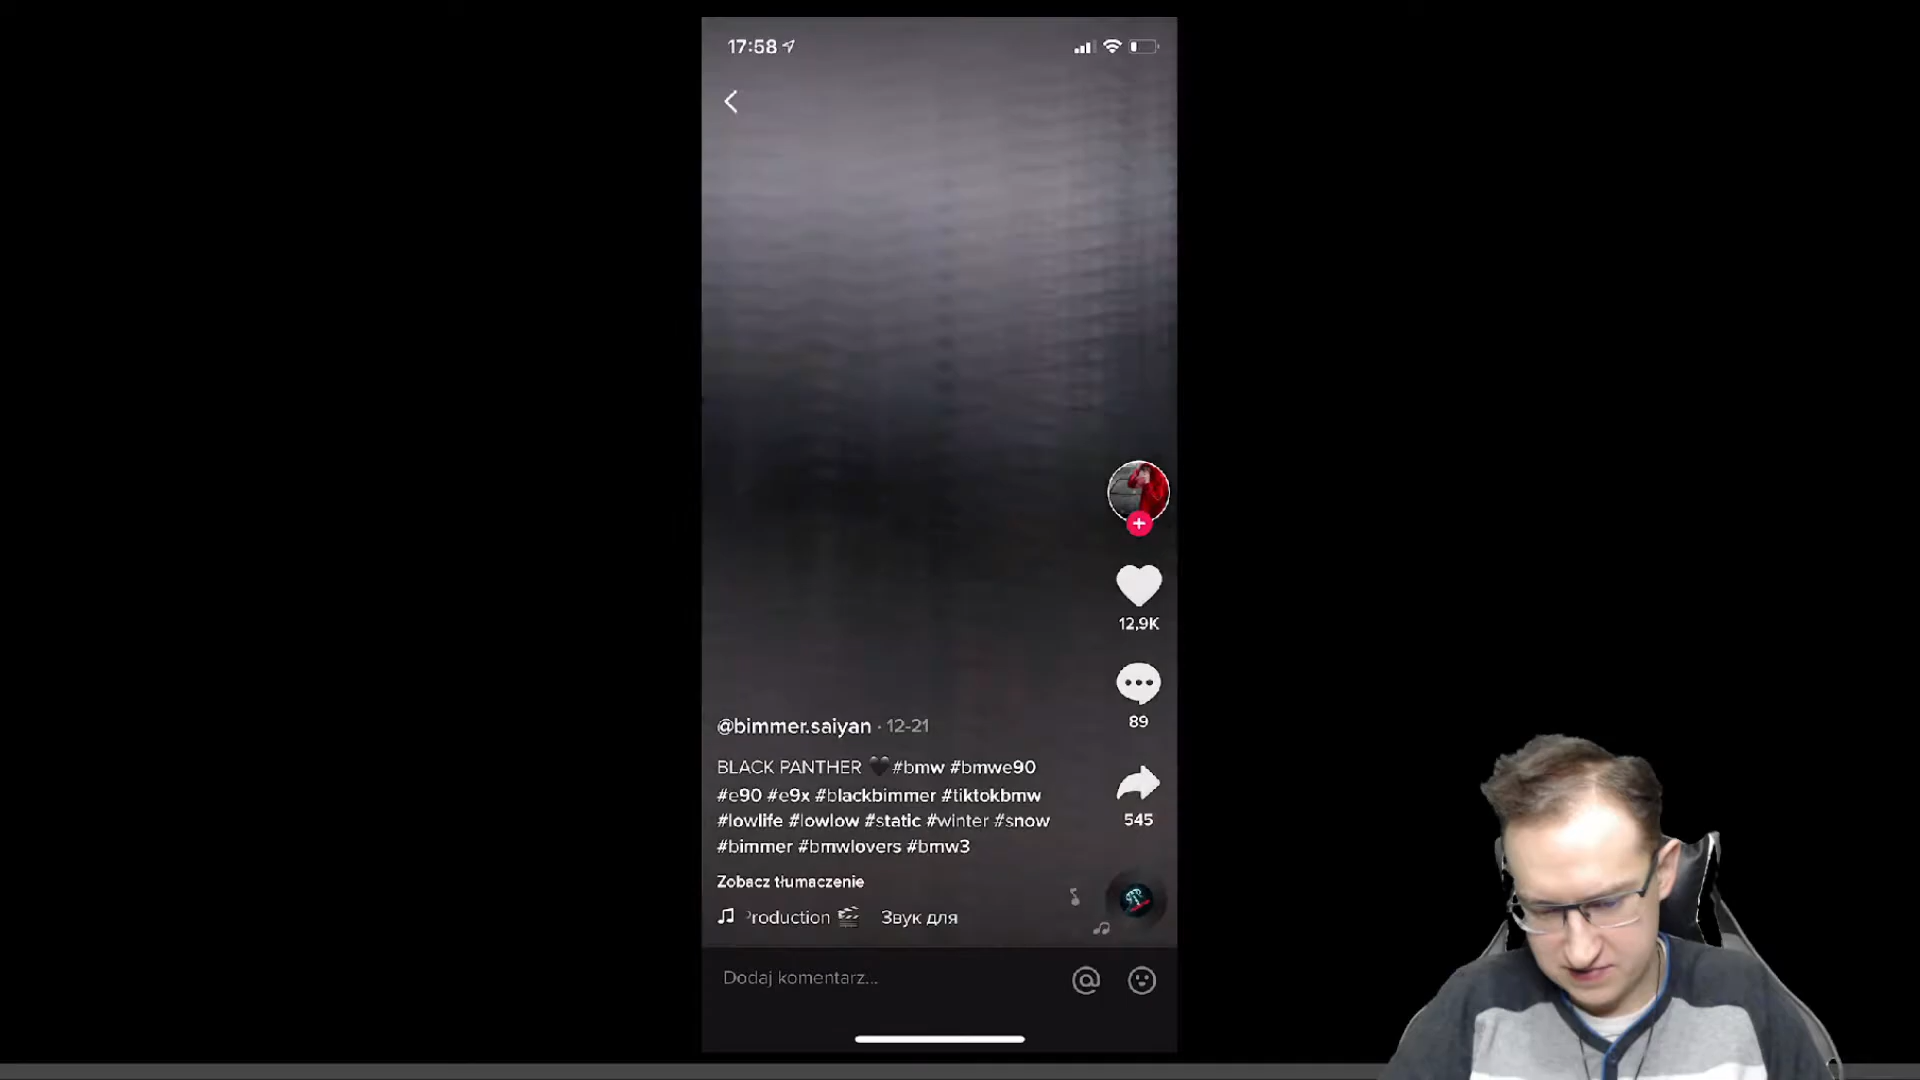 17:58
12,9K
89
545
@bimmer.saiyan · 12-21
BLACK PANTHER 🖤#bmw #bmwe90
#e90 #e9x #blackbimmer #tiktokbmw
#lowlife #lowlow #static #winter #snow
#bimmer #bmwlovers #bmw3
Zobacz tłumaczenie
roduction 🎬 Звук для
Dodaj komentarz...